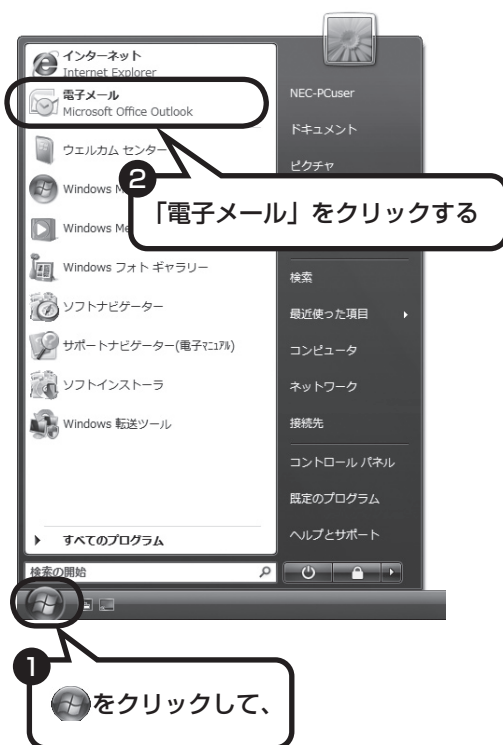 インターネット
Internet Explorer
電子メール
Microsoft Office Outlook
ウェルカム センター
Windows M
Windows Me
Windows フォト ギャラリー
ソフトナビゲーター
サポートナビゲーター(電子マニュアル)
ソフトインストーラ
Windows 転送ツール
すべてのプログラム
検索の開始
NEC-PCuser
ドキュメント
ピクチャ
検索
最近使った項目
コンピュータ
ネットワーク
接続先
コントロール パネル
既定のプログラム
ヘルプとサポート
2
「電子メール」をクリックする
1
をクリックして、